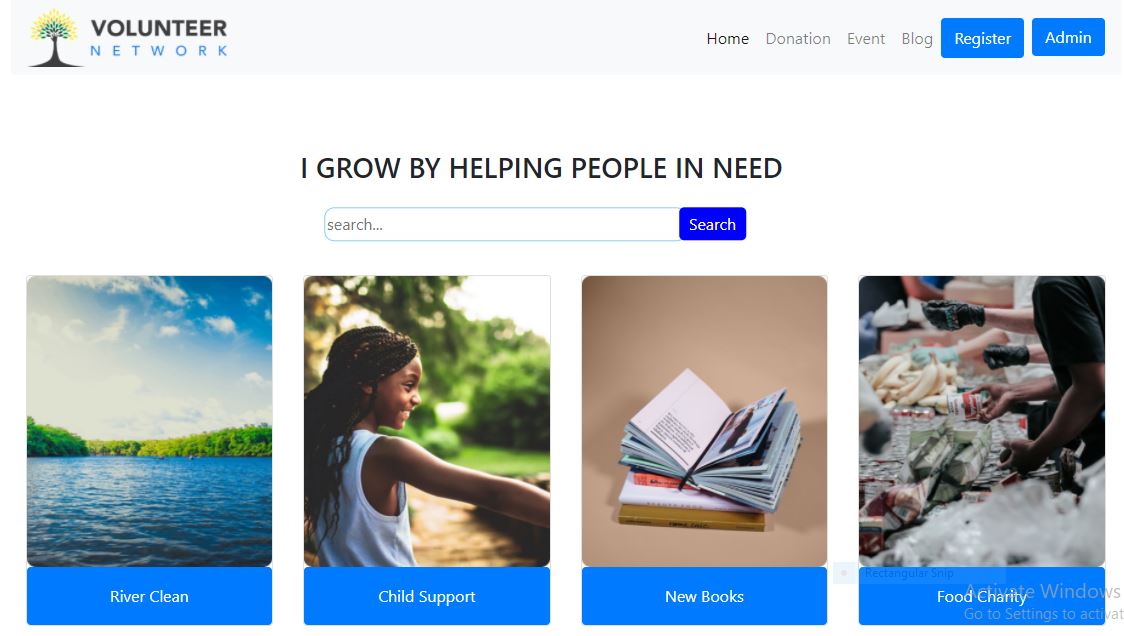 VOLUNTEER
NETWORK
Home Donation Event Blog Register Admin
I GROW BY HELPING PEOPLE IN NEED
search... Search
River Clean Child Support New Books Food Charity
Rectangular Snip
Activate Windows
Go to Settings to activat